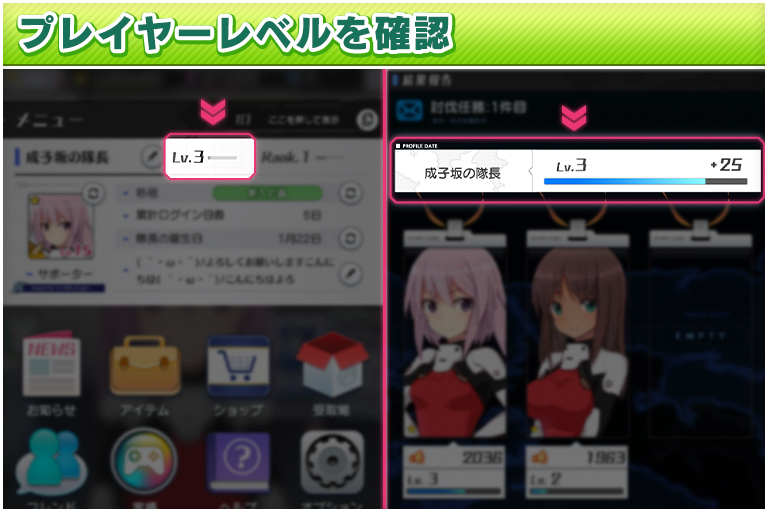 プレイヤーレベルを確認
メニュー
ID
ここを押して表示
成子坂の隊長
Lv.3
Rank.1
称号
累計ログイン日数
5日
隊長の誕生日
1月22日
サポーター
(´・ω・`)/よろしくお願いしますこんに
ちは(´・ω・`)/こんにちはよろ
NEWS
お知らせ
アイテム
ショップ
受取箱
フレンド
ヘルプ
オプション
結果報告
討伐任務:1件目
PROFILE DATE
成子坂の隊長
Lv.3
+25
EMPTY
2036
Lv. 3
1963
Lv. 2